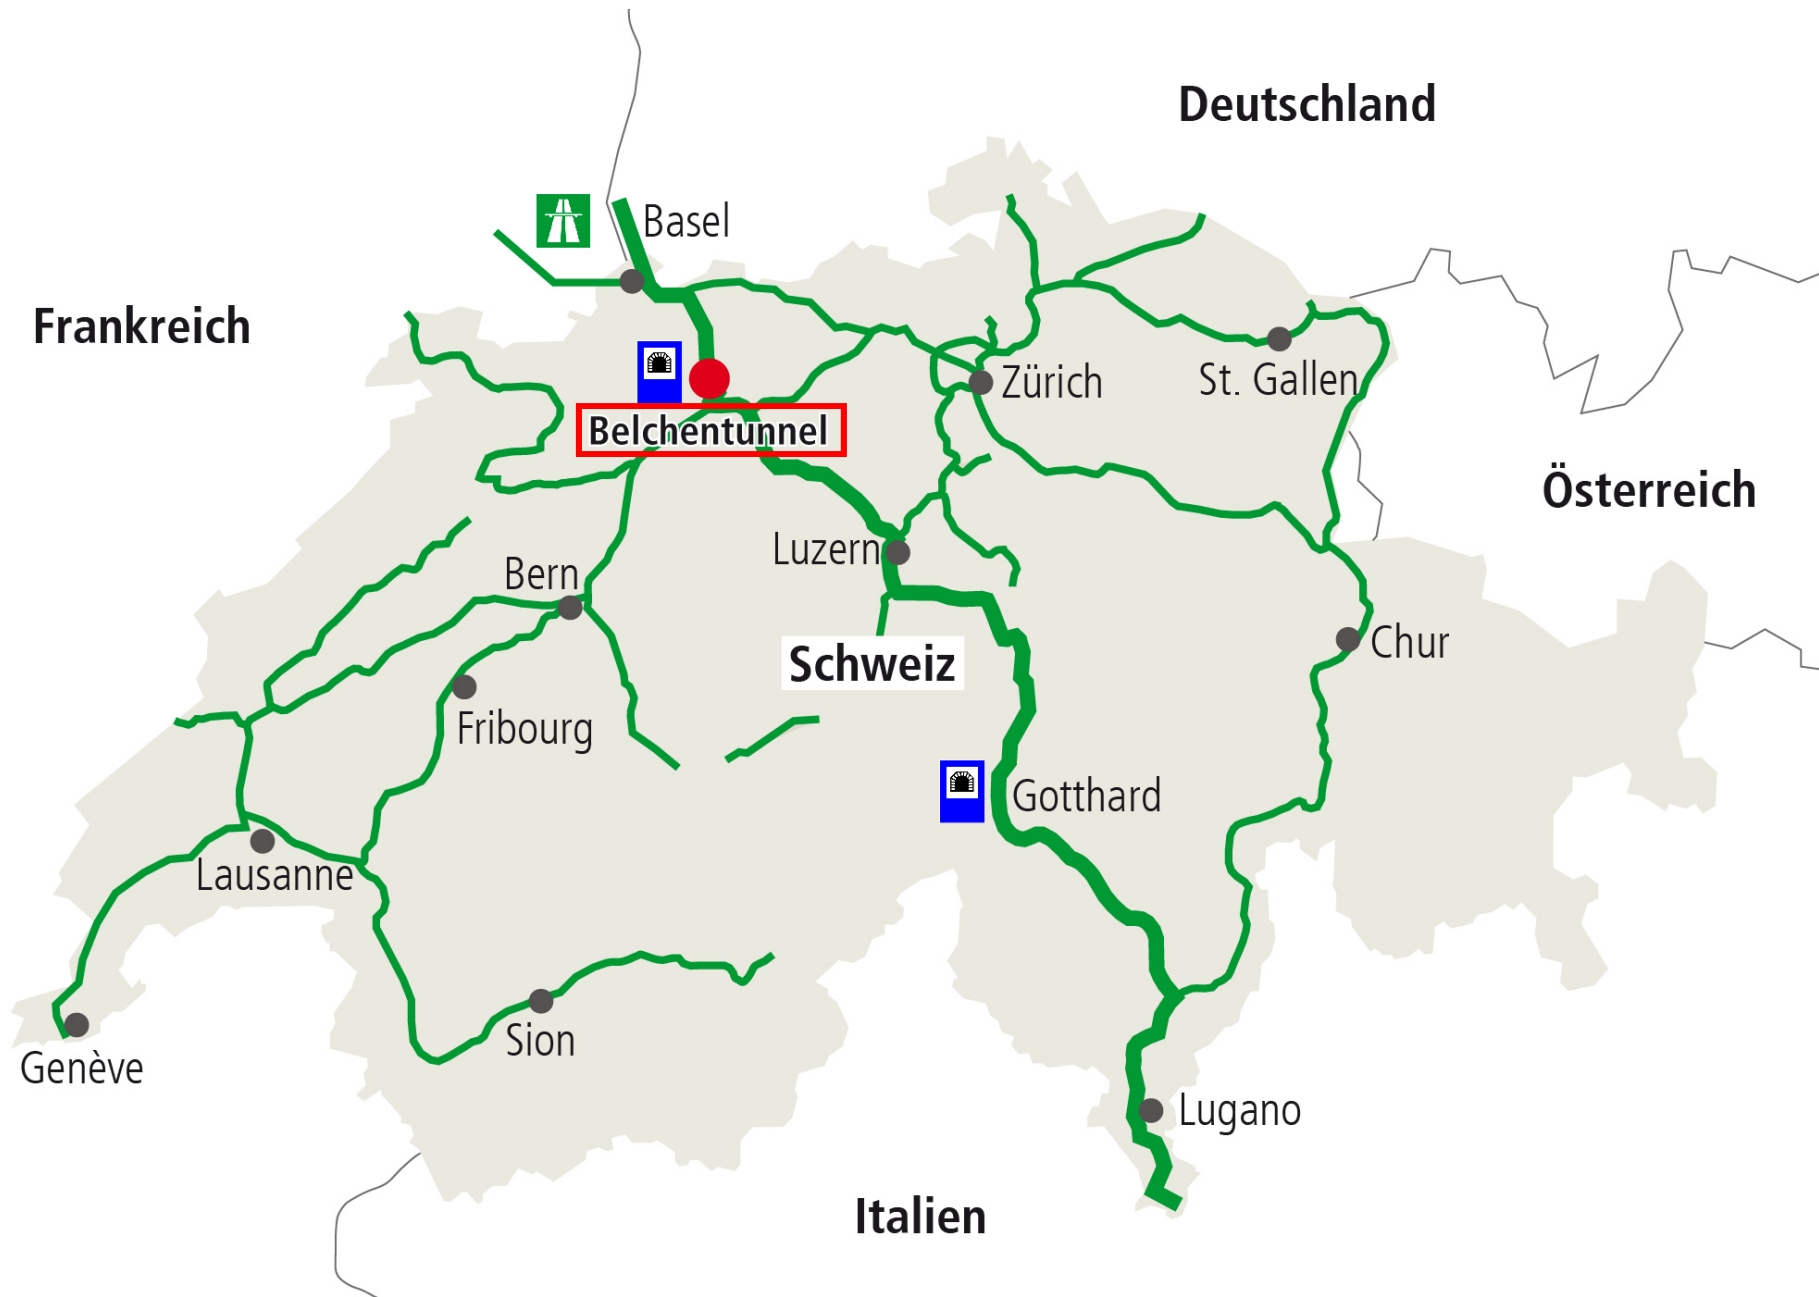 Deutschland
Basel
Frankreich
Zürich
St. Gallen
Belchentunnel
Österreich
Luzern
Bern
Chur
Schweiz
Fribourg
Gotthard
Lausanne
Sion
Genève
Lugano
Italien